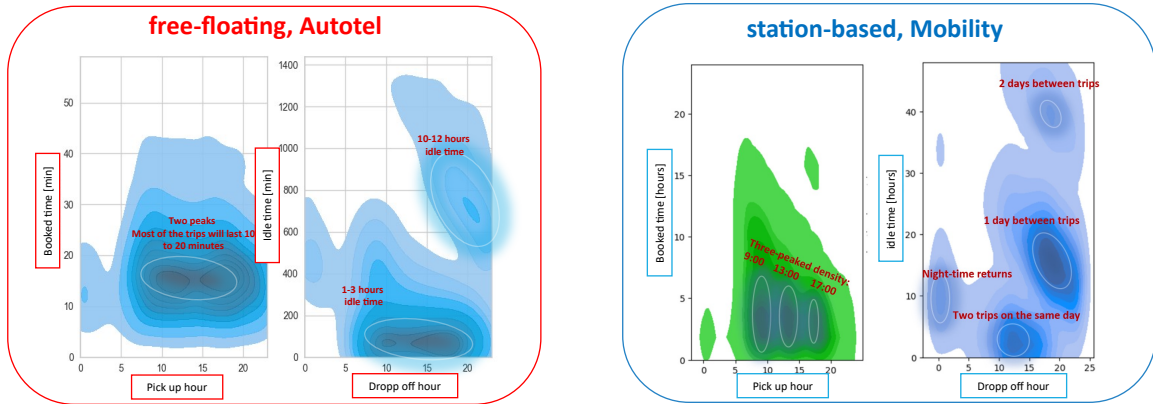 free-floating, Autotel
station-based, Mobility
Booked time [min]
50
40
30
20
10
0
0
5
10
15
20
Pick up hour
Two peaks
Most of the trips will last 10
to 20 minutes
Idle time [min]
1400
1200
1000
800
600
400
200
0
0
5
10
15
20
Dropp off hour
10-12 hours
idle time
1-3 hours
idle time
Booked time [hours]
20
15
10
5
0
0
5
10
15
20
Pick up hour
Three-peaked density:
9:00 13:00 17:00
idle time [hours]
40
30
20
10
0
0
5
10
15
20
25
Dropp off hour
2 days between trips
1 day between trips
Night-time returns
Two trips on the same day